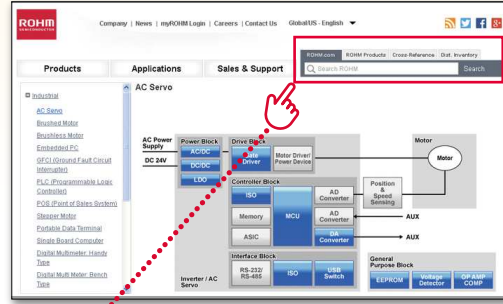 ROHM
SEMICONDUCTOR
Company | News | myROHM Login | Careers | Contact Us Global/US - English
Products
Applications
Sales & Support
ROHM.com
ROHM Products
Cross-Reference
Dist. Inventory
Search ROHM
Search
Industrial
AC Servo
Brushed Motor
Brushless Motor
Embedded PC
GFCI (Ground Fault Circuit
Interrupter)
PLC (Programmable Logic
Controller)
POS (Point of Sales System)
Stepper Motor
Portable Data Terminal
Single Board Computer
Digital Multimeter: Handy
Type
Digital Multi Meter: Bench
Type
AC Servo
AC Power
Supply
DC 24V
Power Block
AC/DC
DC/DC
LDO
Drive Block
Driver
Motor Driver/
Power Device
Motor
Motor
Controller Block
ISO
Memory
ASIC
MCU
AD
Converter
AD
Converter
DA
Converter
Position
&
Speed
Sensing
AUX
AUX
Interface Block
RS-232/
RS-485
ISO
USB
Switch
Inverter / AC
Servo
General
Purpose Block
EEPROM
Voltage
Detector
OP AMP
COMP